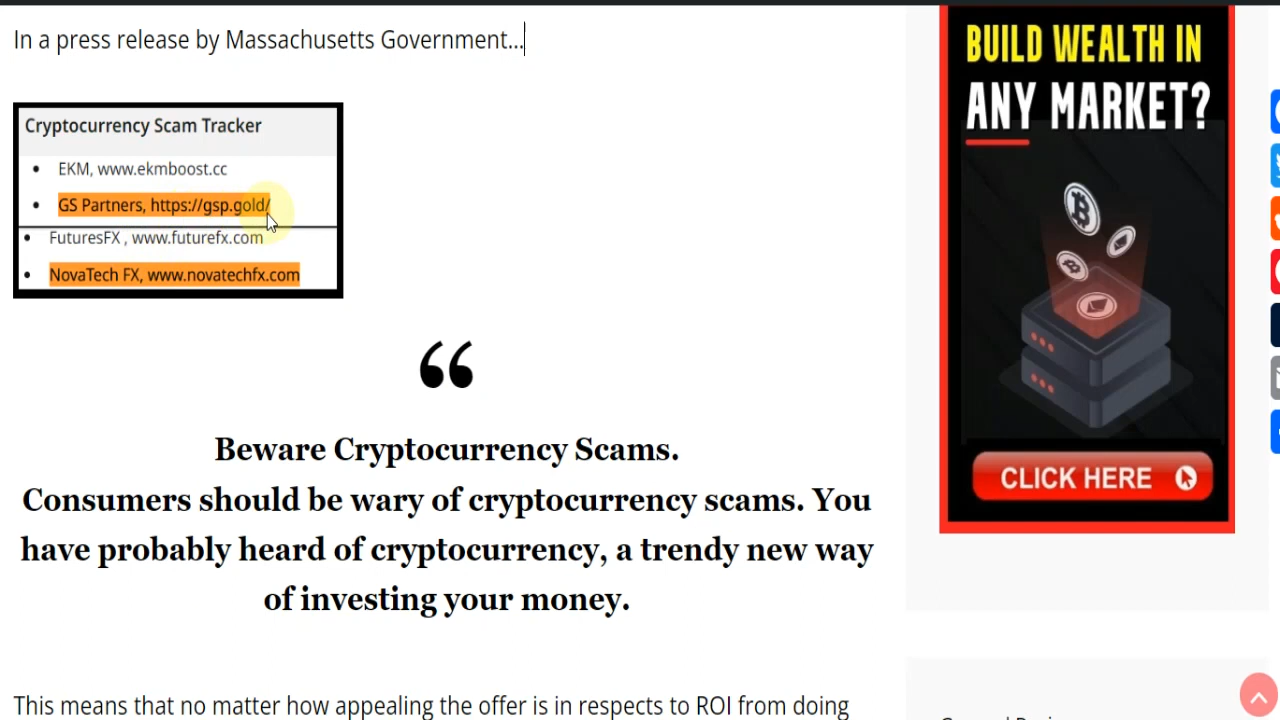 In a press release by Massachusetts Government...
Cryptocurrency Scam Tracker
EKM, www.ekmboost.cc
GS Partners, https://gsp.gold/
FuturesFX , www.futurefx.com
NovaTech FX, www.novatechfx.com
“
Beware Cryptocurrency Scams.
Consumers should be wary of cryptocurrency scams. You
have probably heard of cryptocurrency, a trendy new way
of investing your money.
This means that no matter how appealing the offer is in respects to ROI from doing
BUILD WEALTH IN
ANY MARKET?
CLICK HERE